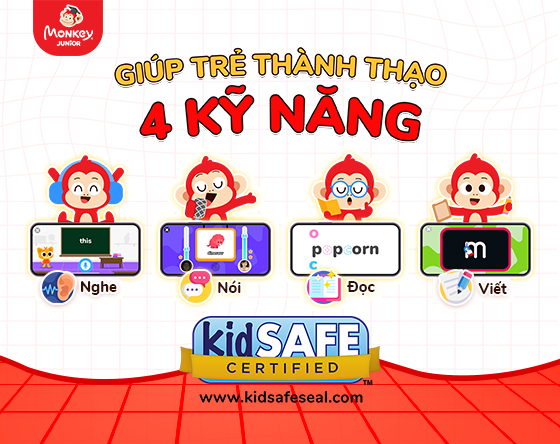 MONKEY
JUNIOR
GIÚP TRẺ THÀNH THẠO
4 KỸ NĂNG
this
popcorn
m
Nghe
Nói
Đọc
Viết
kidSAFE
CERTIFIED
TM
www.kidsafeseal.com